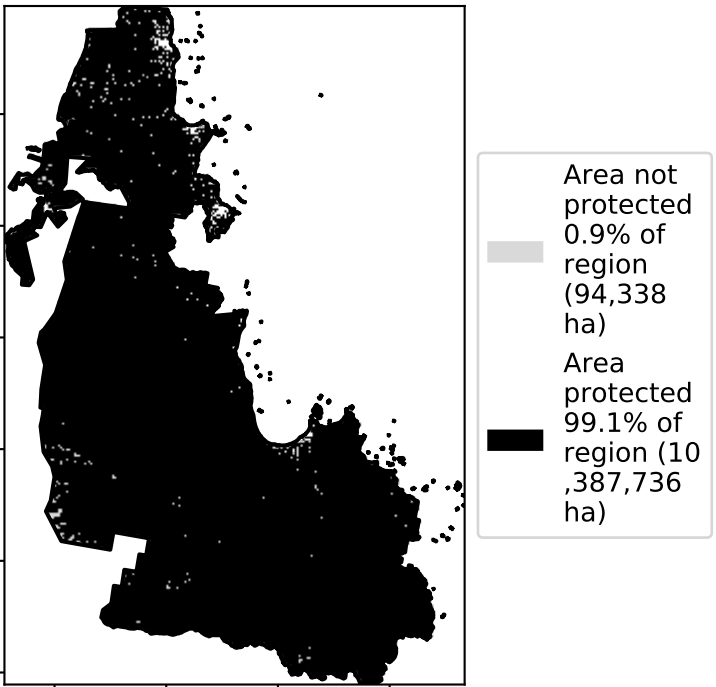 Area not
protected
0.9% of
region
(94,338
ha)
Area
protected
99.1% of
region (10
,387,736
ha)